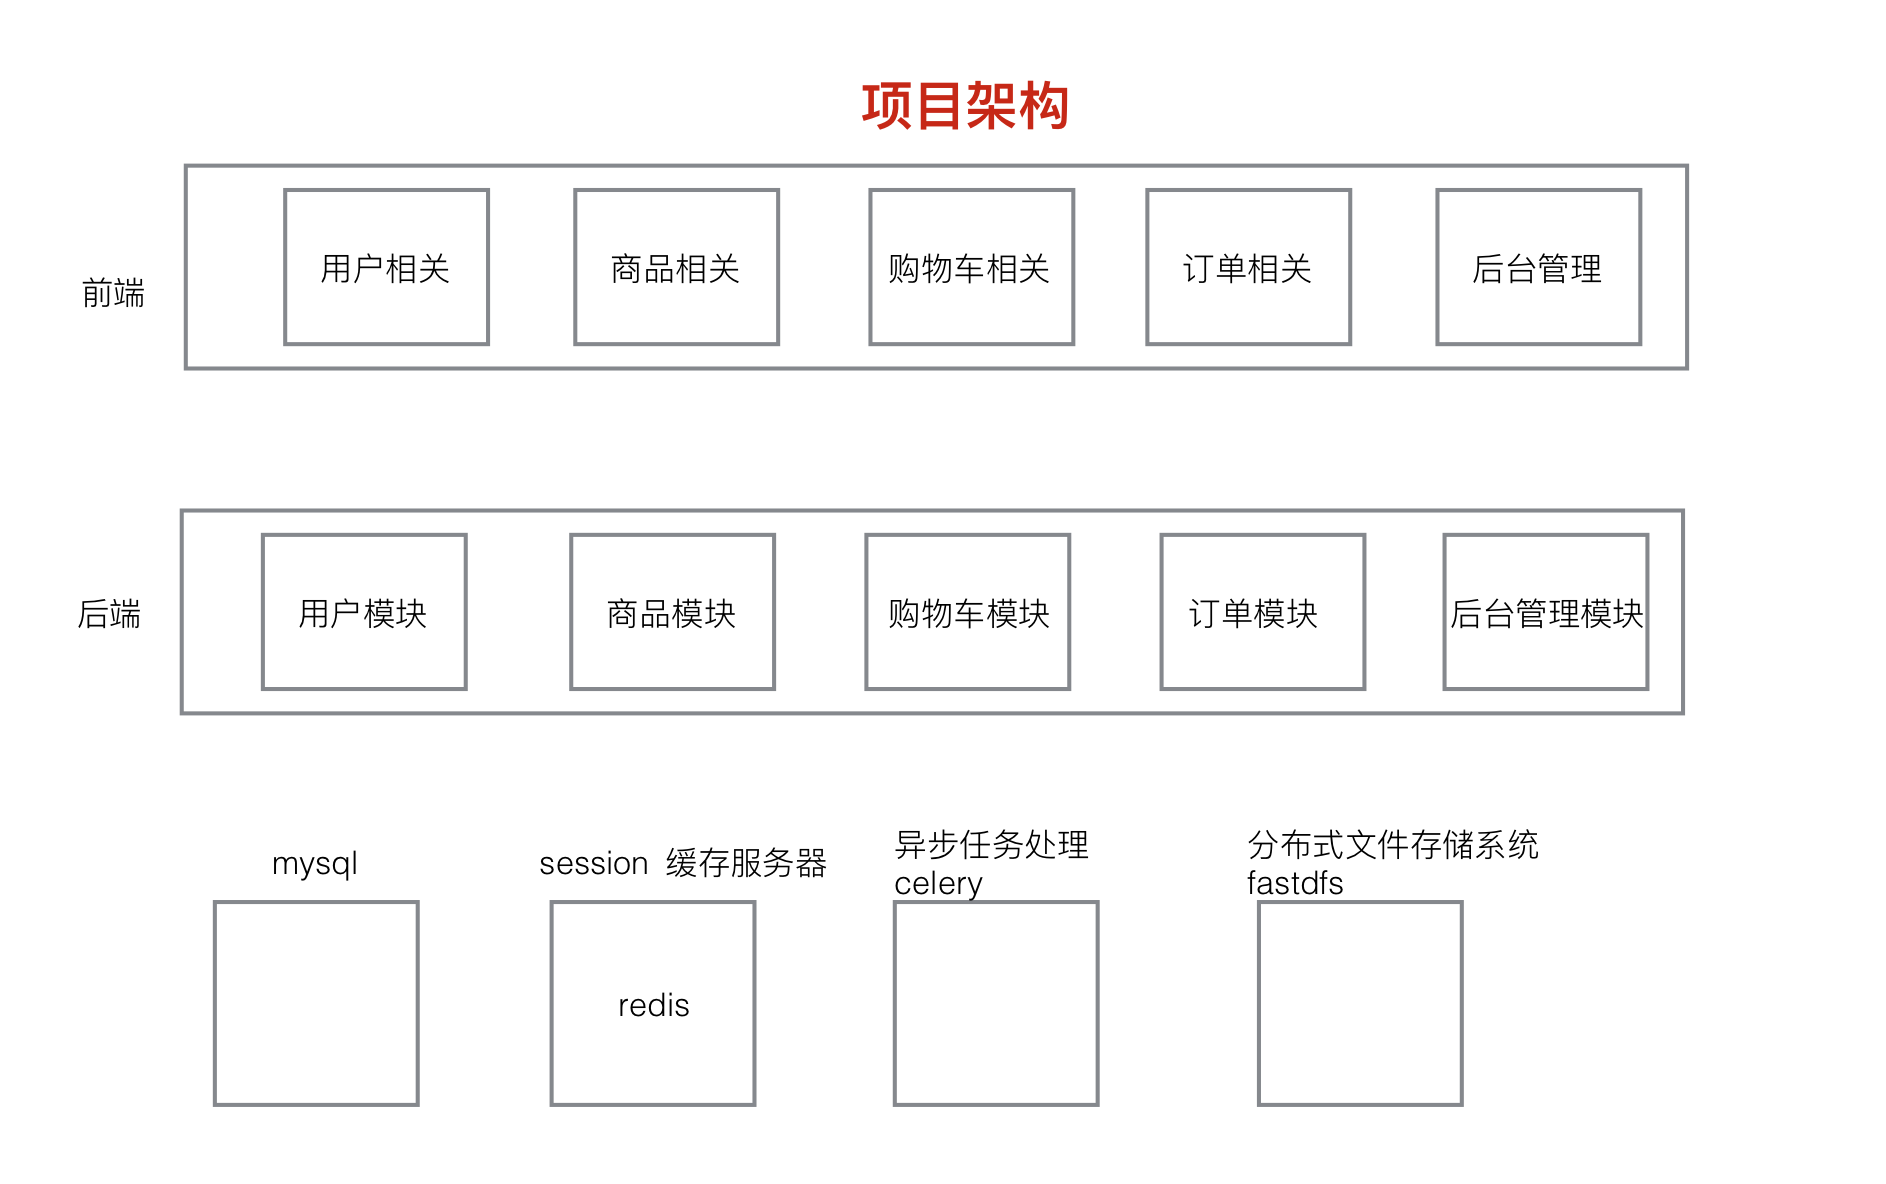 项目架构
前端
用户相关
商品相关
购物车相关
订单相关
后台管理
后端
用户模块
商品模块
购物车模块
订单模块
后台管理模块
mysql
session 缓存服务器
异步任务处理
celery
分布式文件存储系统
fastdfs
redis